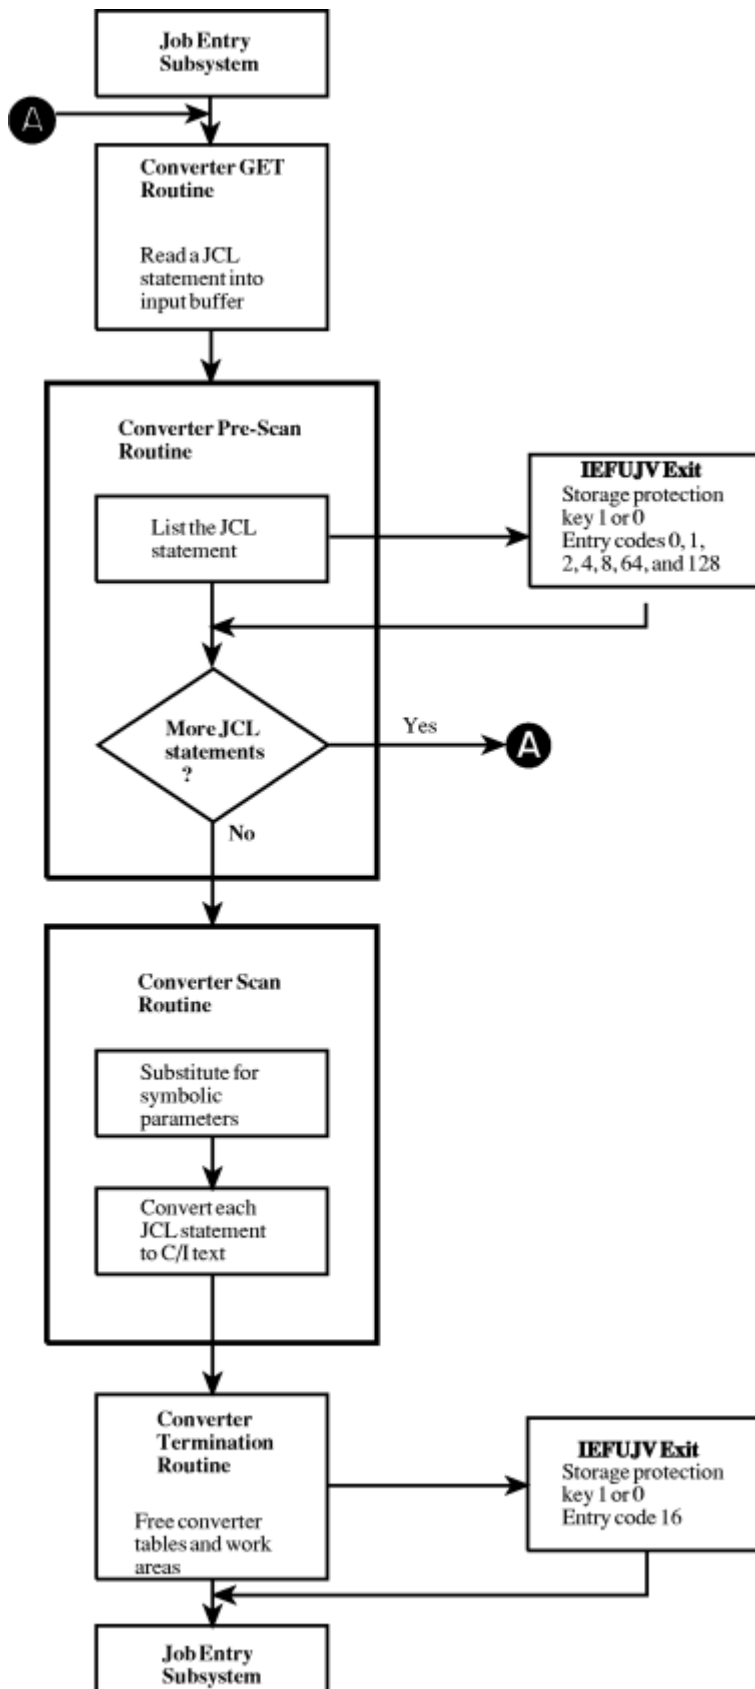 Job Entry
Subsystem
A
Converter GET
Routine
Read a JCL
statement into
input buffer
Converter Pre-Scan
Routine
List the JCL
statement
IEFUJV Exit
Storage protection
key 1 or 0
Entry codes 0, 1,
2, 4, 8, 64, and 128
More JCL
statements
?
Yes
A
No
Converter Scan
Routine
Substitute for
symbolic
parameters
Convert each
JCL statement
to C/I text
Converter
Termination
Routine
Free converter
tables and work
areas
IEFUJV Exit
Storage protection
key 1 or 0
Entry code 16
Job Entry
Subsystem